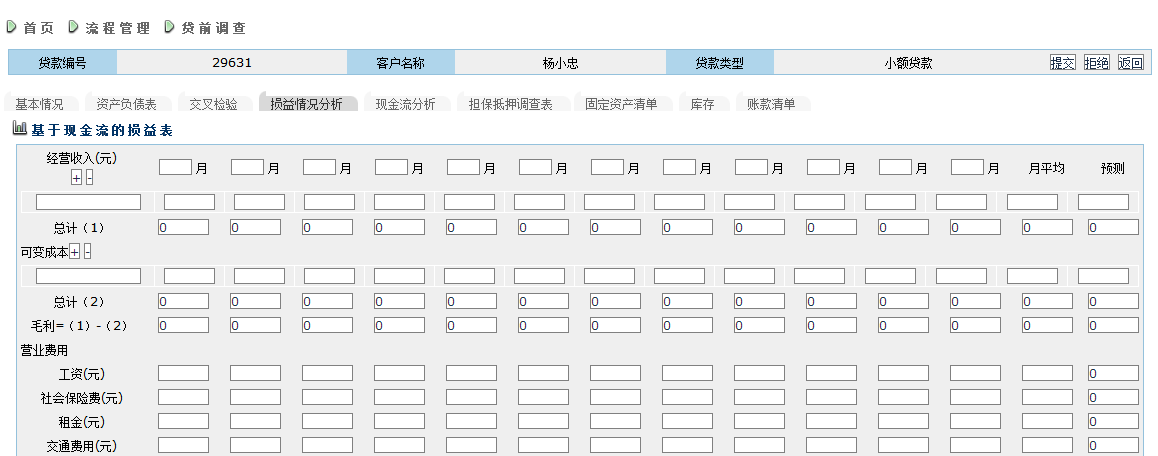 首页 流程管理 贷前调查
贷款编号 29631 客户名称 杨小忠 贷款类型 小额贷款 提交 拒绝 返回
基本情况 资产负债表 交叉检验 损益情况分析 现金流分析 担保抵押调查表 固定资产清单 库存 账款清单
基于现金流的损益表
经营收入(元) 月 月 月 月 月 月 月 月 月 月 月 月 月平均 预测
+ -
总计（1） 0 0 0 0 0 0 0 0 0 0 0 0 0 0
可变成本 + -
总计（2） 0 0 0 0 0 0 0 0 0 0 0 0 0 0
毛利=（1）-（2） 0 0 0 0 0 0 0 0 0 0 0 0 0 0
营业费用
工资(元) 0
社会保险费(元) 0
租金(元) 0
交通费用(元) 0